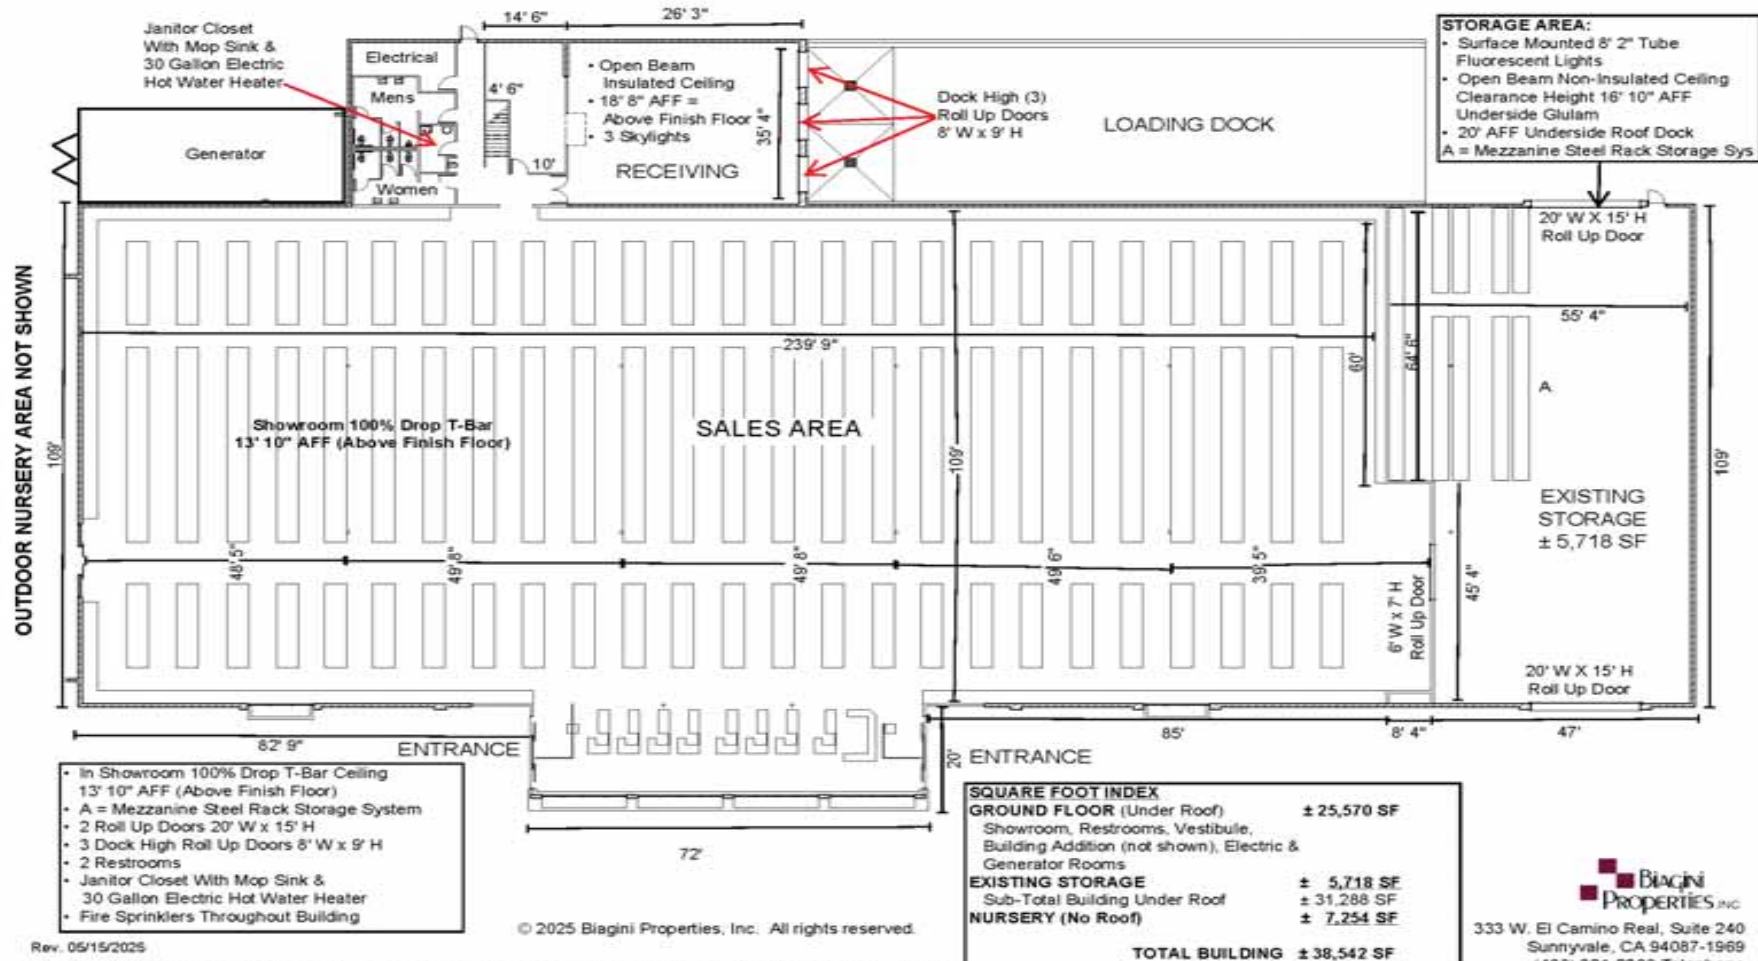 14' 6"
26' 3"
Janitor Closet
With Mop Sink &
30 Gallon Electric
Hot Water Heater
Electrical
Mens
4' 6"
10'
Women
Generator
• Open Beam
Insulated Ceiling
• 18' 8" AFF =
Above Finish Floor
• 3 Skylights
RECEIVING
35' 4"
Dock High (3)
Roll Up Doors
8' W x 9' H
LOADING DOCK
STORAGE AREA:
• Surface Mounted 8' 2" Tube
Fluorescent Lights
• Open Beam Non-Insulated Ceiling
Clearance Height 16' 10" AFF
Underside Glulam
• 20' AFF Underside Roof Dock
A = Mezzanine Steel Rack Storage Sys
20' W X 15' H
Roll Up Door
55' 4"
OUTDOOR NURSERY AREA NOT SHOWN
109'
239' 9"
Showroom 100% Drop T-Bar
13' 10" AFF (Above Finish Floor)
SALES AREA
109'
60'
64' 6"
A
109'
EXISTING
STORAGE
± 5,718 SF
48' 5"
49' 8"
49' 8"
49' 6"
39' 5"
6' W x 7' H
Roll Up Door
45' 4"
20' W X 15' H
Roll Up Door
82' 9"
ENTRANCE
20'
ENTRANCE
85'
8' 4"
47'
72'
• In Showroom 100% Drop T-Bar Ceiling
13' 10" AFF (Above Finish Floor)
• A = Mezzanine Steel Rack Storage System
• 2 Roll Up Doors 20' W x 15' H
• 3 Dock High Roll Up Doors 8' W x 9' H
• 2 Restrooms
• Janitor Closet With Mop Sink &
30 Gallon Electric Hot Water Heater
• Fire Sprinklers Throughout Building
Rev. 05/15/2025
© 2025 Biagini Properties, Inc. All rights reserved.
SQUARE FOOT INDEX
GROUND FLOOR (Under Roof) ± 25,570 SF
Showroom, Restrooms, Vestibule,
Building Addition (not shown), Electric &
Generator Rooms
EXISTING STORAGE ± 5,718 SF
Sub-Total Building Under Roof ± 31,288 SF
NURSERY (No Roof) ± 7,254 SF
TOTAL BUILDING ± 38,542 SF
BIAGINI
PROPERTIES, INC
333 W. El Camino Real, Suite 240
Sunnyvale, CA 94087-1969